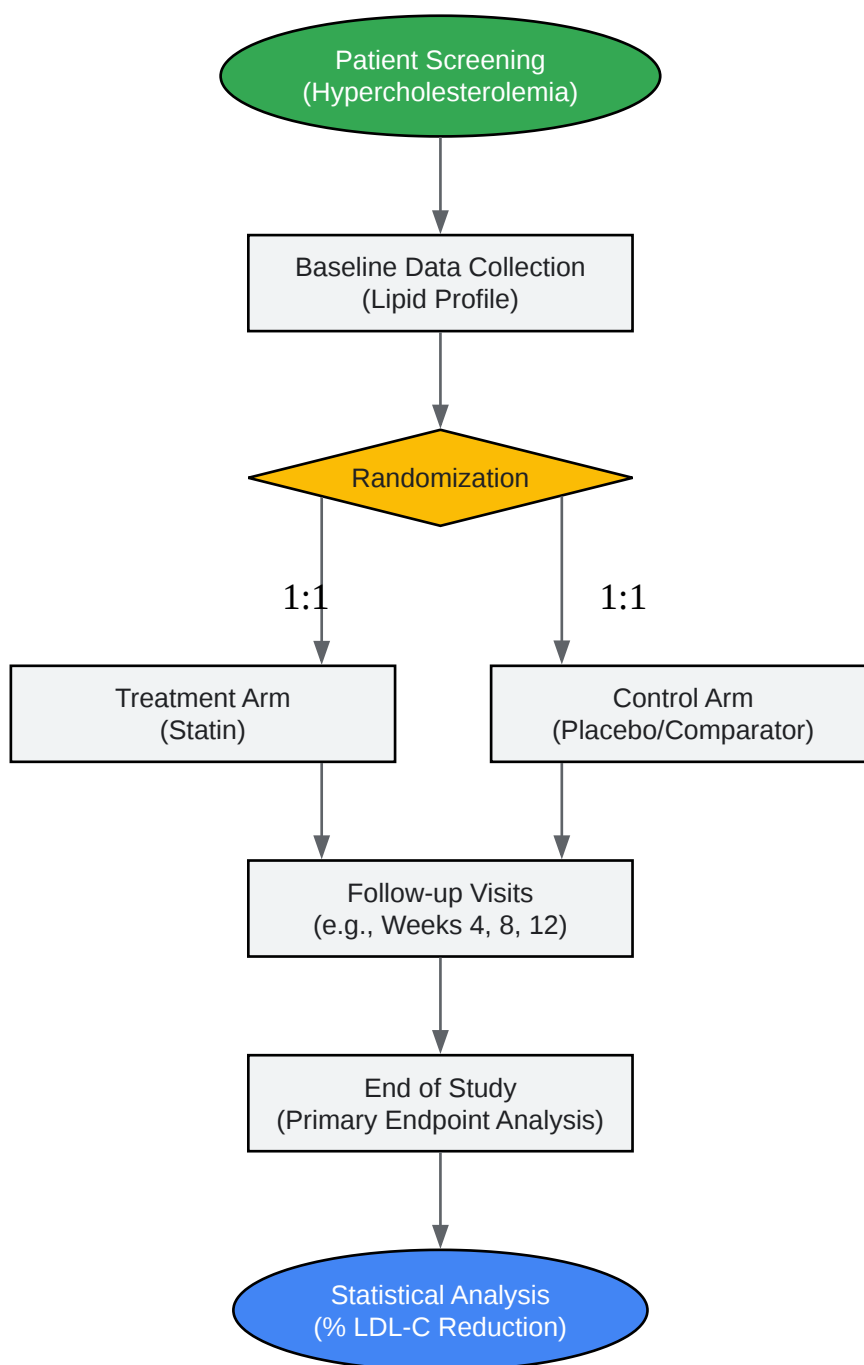 Patient Screening
(Hypercholesterolemia)
Baseline Data Collection
(Lipid Profile)
Randomization
1:1
1:1
Treatment Arm
(Statin)
Control Arm
(Placebo/Comparator)
Follow-up Visits
(e.g., Weeks 4, 8, 12)
End of Study
(Primary Endpoint Analysis)
Statistical Analysis
(% LDL-C Reduction)